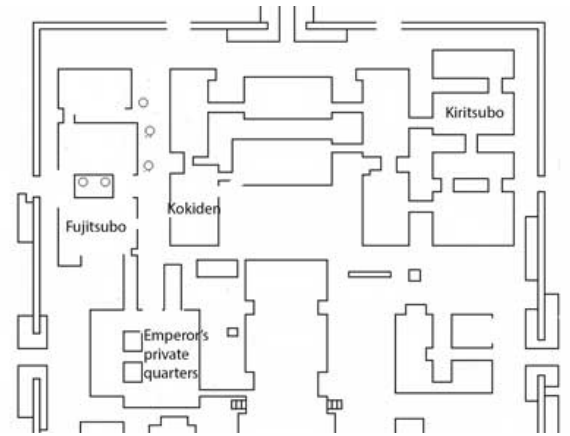 Kiritsubo
Kokiden
Fujitsubo
Emperor's
private
quarters